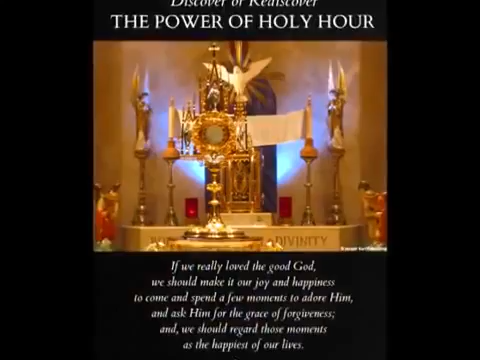 Discover or Rediscover
THE POWER OF HOLY HOUR
DIVINITY
If we really loved the good God,
we should make it our joy and happiness
to come and spend a few moments to adore Him,
and ask Him for the grace of forgiveness;
and, we should regard those moments
as the happiest of our lives.